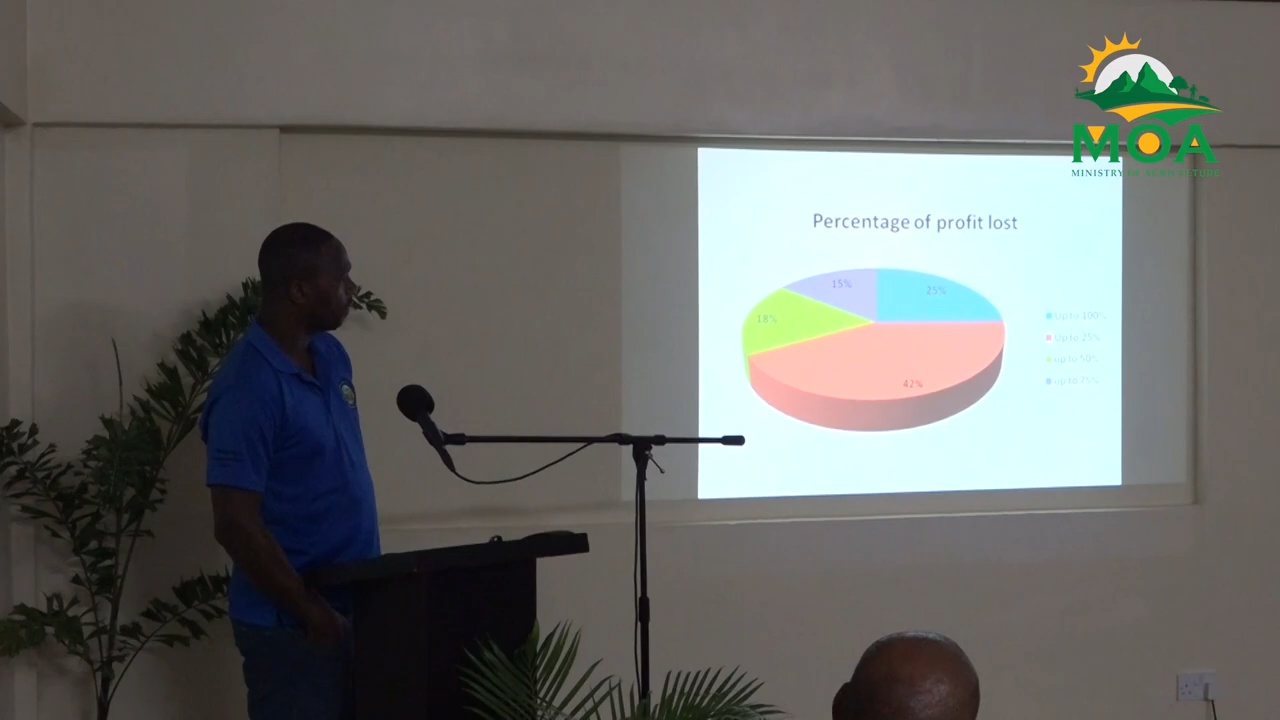 MOA
MINISTRY OF AGRICULTURE
Percentage of profit lost
15%
25%
18%
42%
Up to 100%
Up to 25%
up to 50%
up to 75%